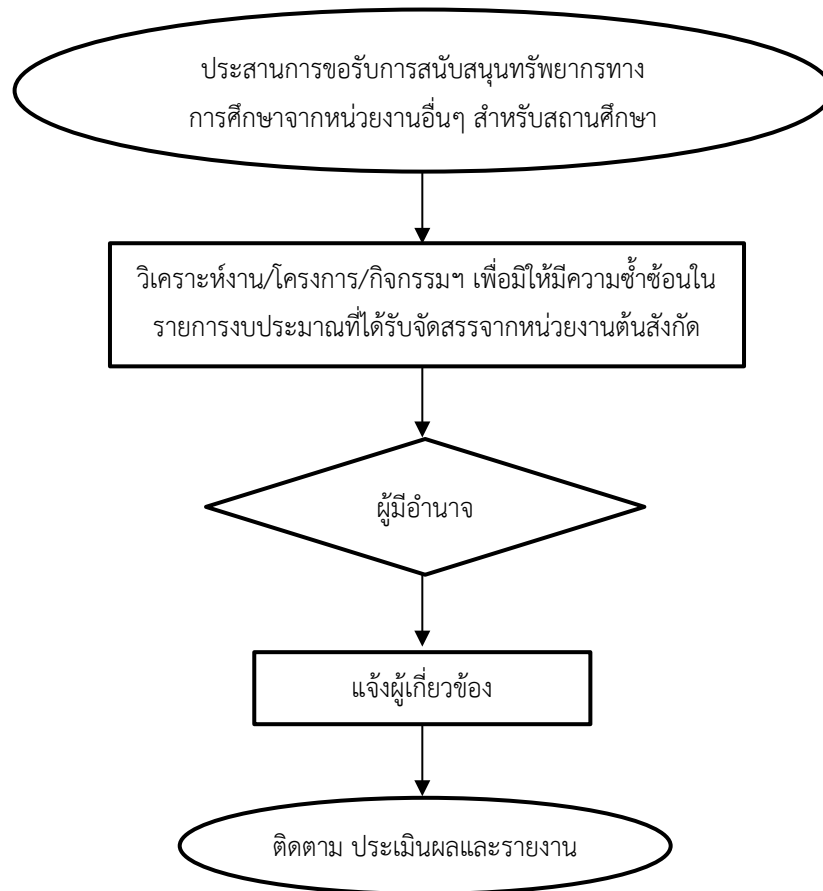 ประสานการขอรับการสนับสนุนทรัพยากรทาง
การศึกษาจากหน่วยงานอื่นๆ สำหรับสถานศึกษา
วิเคราะห์งาน/โครงการ/กิจกรรมฯ เพื่อมิให้มีความซ้ำซ้อนใน
รายการงบประมาณที่ได้รับจัดสรรจากหน่วยงานต้นสังกัด
ผู้มีอำนาจ
แจ้งผู้เกี่ยวข้อง
ติดตาม ประเมินผลและรายงาน